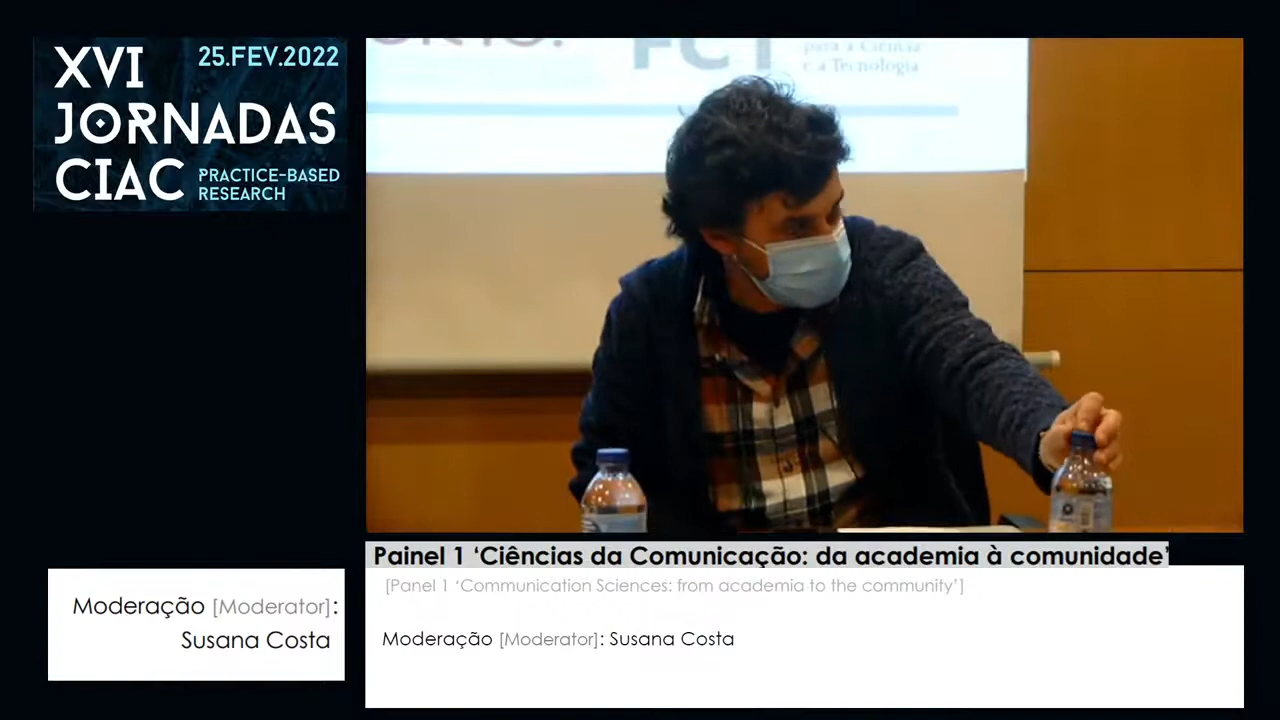 XVI
25.FEV.2022
JORNADAS
CIAC
PRACTICE-BASED
RESEARCH
FCT
para a Ciência
e a Tecnologia
Painel 1 ‘Ciências da Comunicação: da academia à comunidade’
[Panel 1 ‘Communication Sciences: from academia to the community’]
Moderação [Moderator]:
Susana Costa
Moderação [Moderator]: Susana Costa